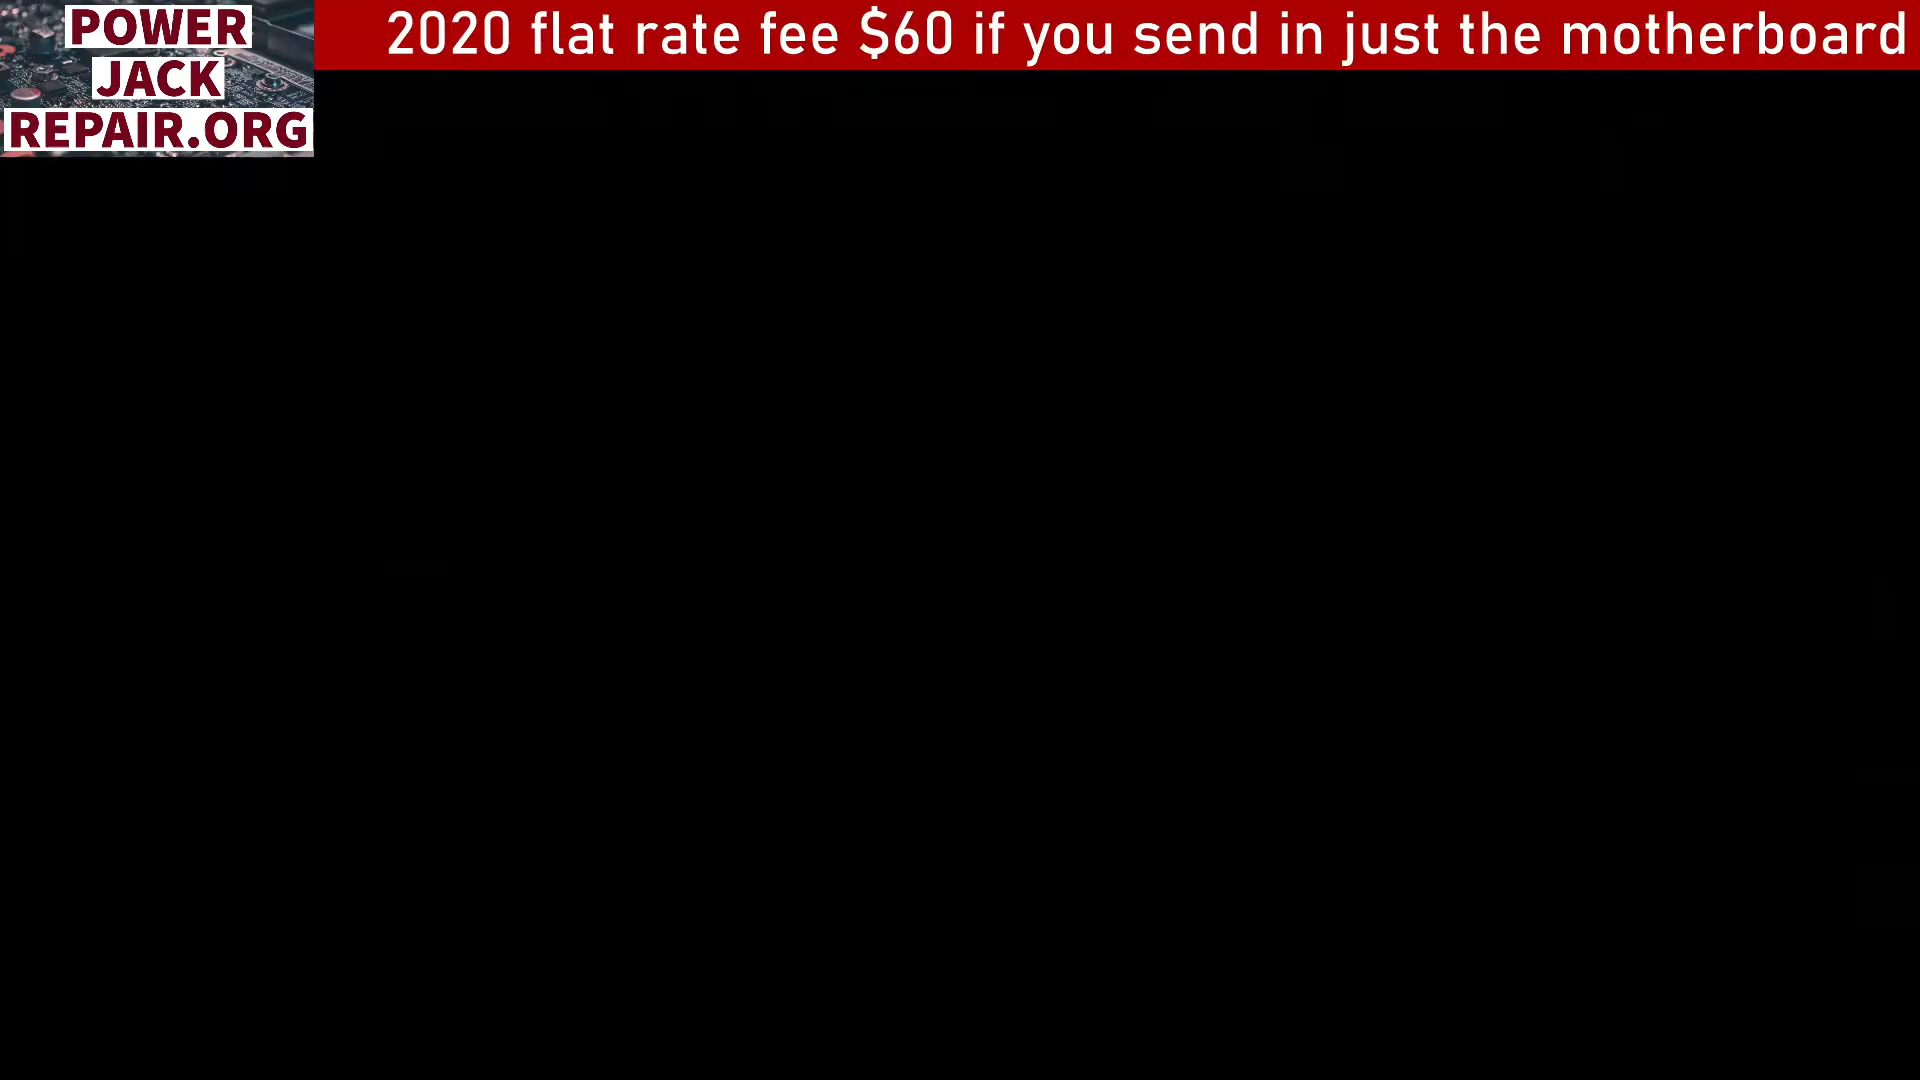 POWER
JACK
REPAIR.ORG
2020 flat rate fee $60 if you send in just the motherboard